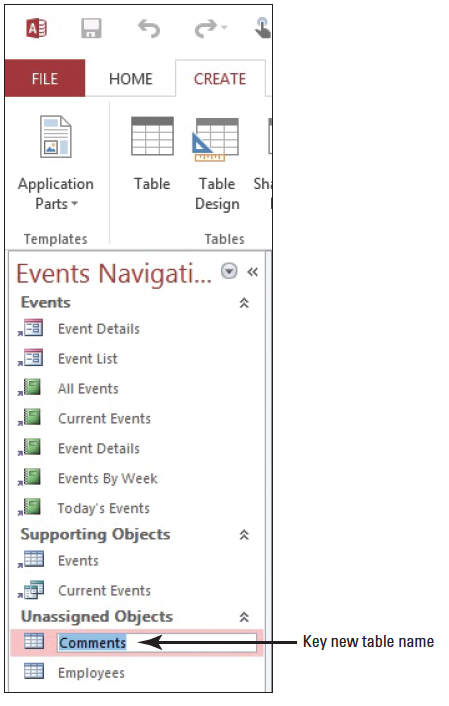 FILE HOME CREATE
Application Parts Table Table Design Sha
Templates Tables
Events Navigati...
Events
Event Details
Event List
All Events
Current Events
Event Details
Events By Week
Today's Events
Supporting Objects
Events
Current Events
Unassigned Objects
Comments Key new table name
Employees